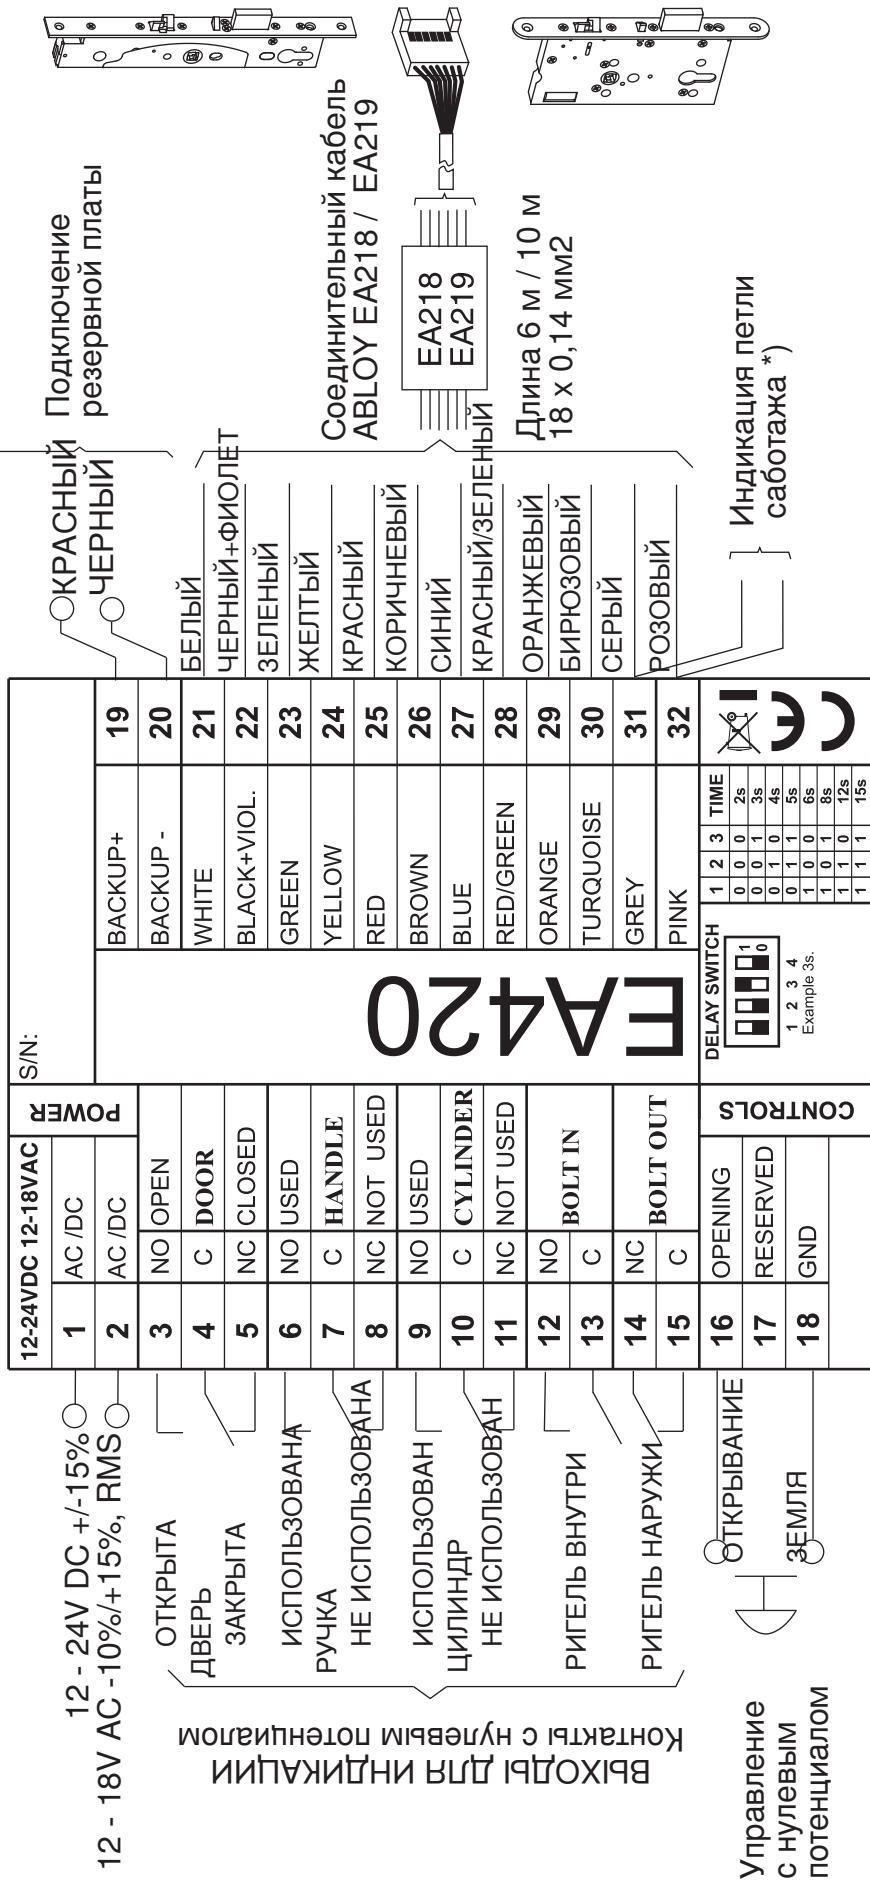 12 - 24V DC +/-15%
12 - 18V AC -10%/+15%, RMS
ОТКРЫТА
ДВЕРЬ
ЗАКРЫТА
ИСПОЛЬЗОВАНА
РУЧКА
НЕ ИСПОЛЬЗОВАНА
ИСПОЛЬЗОВАН
ЦИЛИНДР
НЕ ИСПОЛЬЗОВАН
РИГЕЛЬ ВНУТРИ
РИГЕЛЬ НАРУЖИ
ВЫХОДЫ ДЛЯ ИНДИКАЦИИ
Контакты с нулевым потенциалом
ОТКРЫВАНИЕ
ЗЕМЛЯ
Управление
с нулевым
потенциалом
12-24VDC 12-18VAC
POWER
S/N:
1 AC /DC
2 AC /DC
3 NO OPEN
4 C DOOR
5 NC CLOSED
6 NO USED
7 C HANDLE
8 NC NOT USED
9 NO USED
10 C CYLINDER
11 NC NOT USED
12 NO
BOLT IN
13 C
14 NC
BOLT OUT
15 C
16 OPENING
17 RESERVED
18 GND
CONTROLS
EA420
BACKUP+ 19
BACKUP - 20
WHITE 21
BLACK+VIOL. 22
GREEN 23
YELLOW 24
RED 25
BROWN 26
BLUE 27
RED/GREEN 28
ORANGE 29
TURQUOISE 30
GREY 31
PINK 32
DELAY SWITCH
1
0
1 2 3 4
Example 3s.
1 2 3 TIME
0 0 0 2s
0 0 1 3s
0 1 0 4s
0 1 1 5s
1 0 0 6s
1 0 1 8s
1 1 0 12s
1 1 1 15s
CE
КРАСНЫЙ
ЧЕРНЫЙ
Подключение
резервной платы
БЕЛЫЙ
ЧЕРНЫЙ+ФИОЛЕТ
ЗЕЛЕНЫЙ
ЖЕЛТЫЙ
КРАСНЫЙ
КОРИЧНЕВЫЙ
СИНИЙ
КРАСНЫЙ/ЗЕЛЕНЫЙ
ОРАНЖЕВЫЙ
БИРЮЗОВЫЙ
СЕРЫЙ
РОЗОВЫЙ
Соединительный кабель
ABLOY EA218 / EA219
EA218
EA219
Длина 6 м / 10 м
18 x 0,14 мм2
Индикация петли
саботажа *)